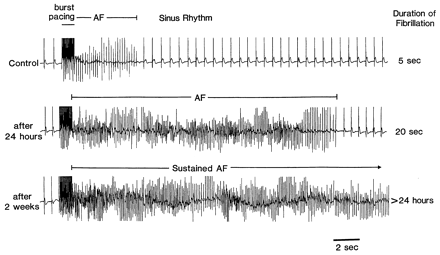 burst
pacing
AF
Sinus Rhythm
Duration of
Fibrillation
Control
5 sec
AF
after
24 hours
20 sec
Sustained AF
after
2 weeks
>24 hours
2 sec